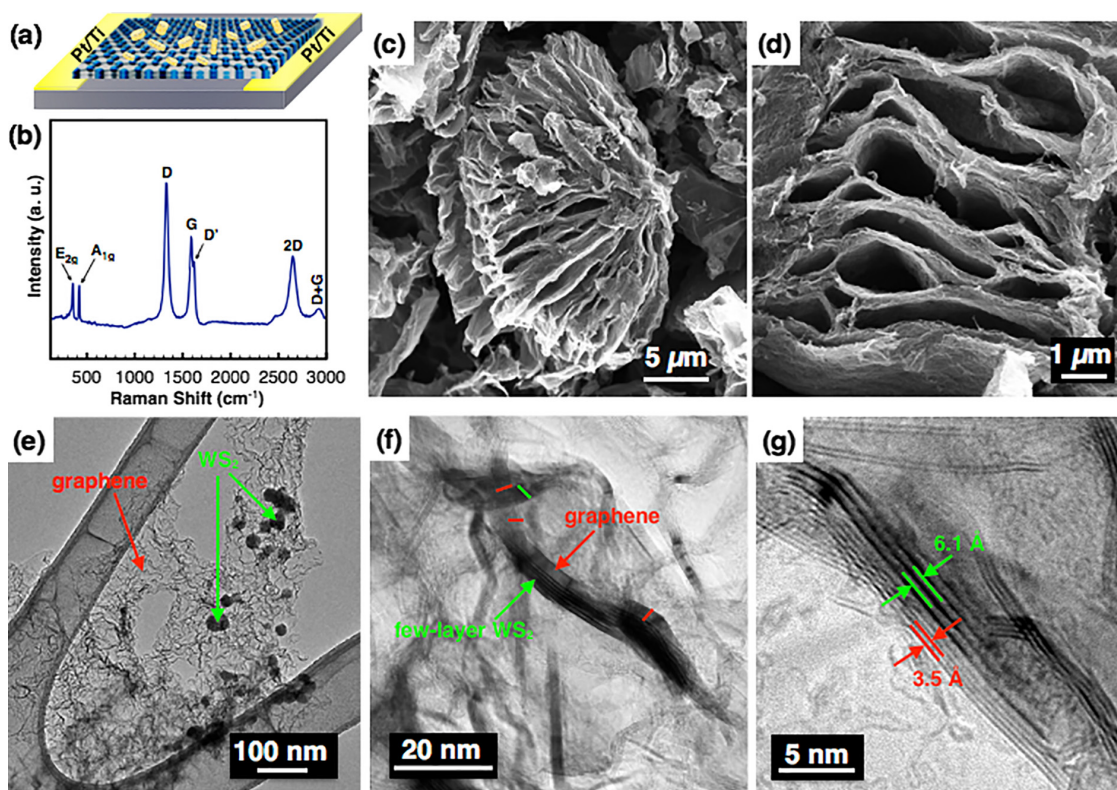 (a)
Pt/Ti
Pt/Ti
(b)
Intensity (a. u.)
E2g
A1g
D
G
D'
2D
D+G
500 1000 1500 2000 2500 3000
Raman Shift (cm-1)
(c)
5 μm
(d)
1 μm
(e)
graphene
WS2
100 nm
(f)
graphene
few-layer WS2
20 nm
(g)
6.1 Å
3.5 Å
5 nm